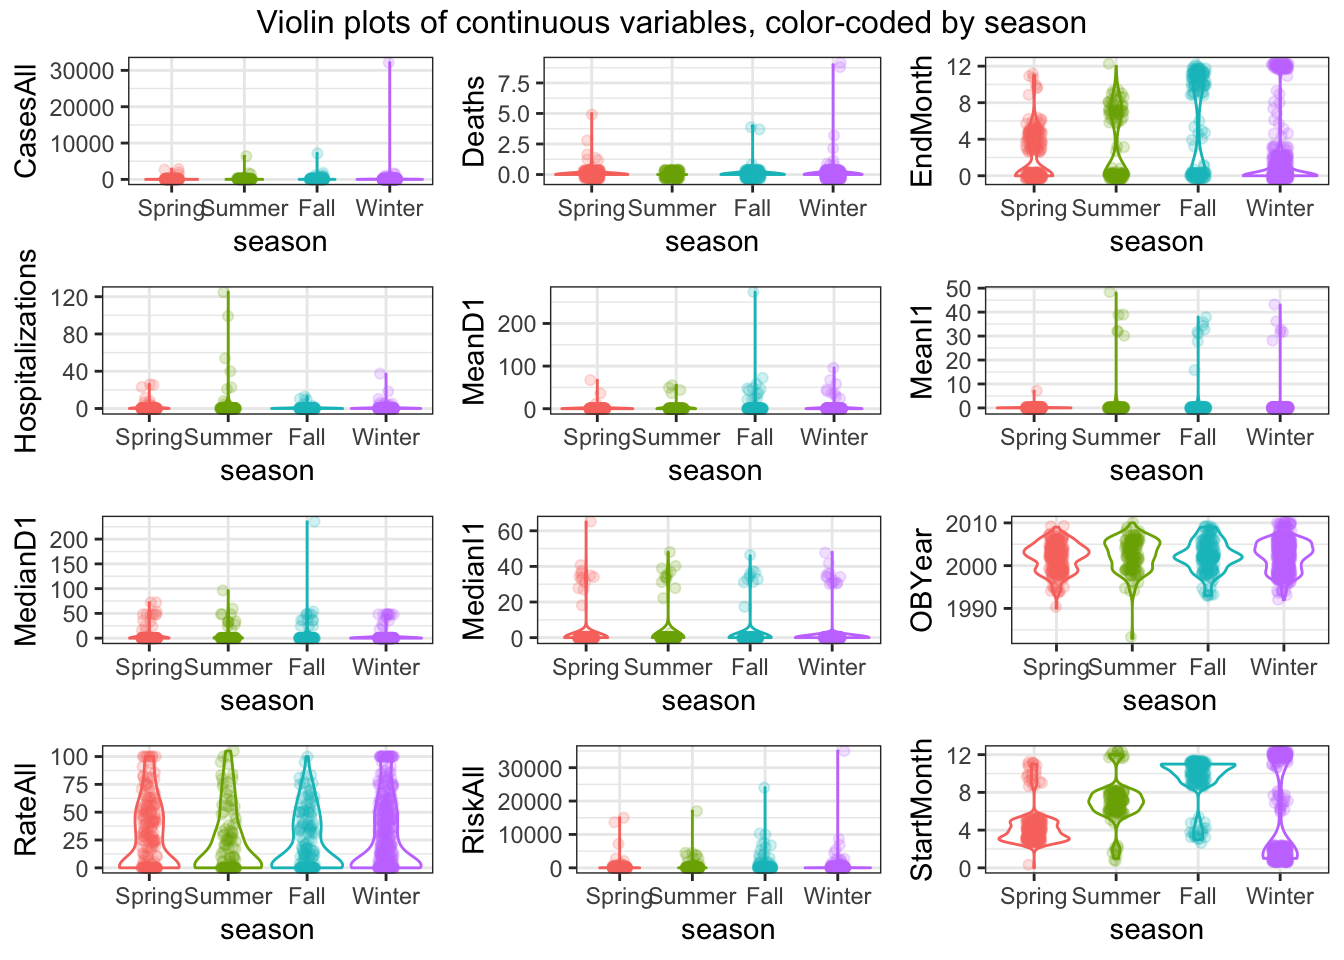 Violin plots of continuous variables, color-coded by season
CasesAll
30000
20000
10000
0
Spring Summer Fall Winter
season
Deaths
7.5
5.0
2.5
0.0
Spring Summer Fall Winter
season
EndMonth
12
8
4
0
Spring Summer Fall Winter
season
Hospitalizations
120
80
40
0
Spring Summer Fall Winter
season
MeanD1
200
100
0
Spring Summer Fall Winter
season
MeanI1
50
40
30
20
10
0
Spring Summer Fall Winter
season
MedianD1
200
150
100
50
0
Spring Summer Fall Winter
season
MedianI1
60
40
20
0
Spring Summer Fall Winter
season
OBYear
2010
2000
1990
Spring Summer Fall Winter
season
RateAll
100
75
50
25
0
Spring Summer Fall Winter
season
RiskAll
30000
20000
10000
0
Spring Summer Fall Winter
season
StartMonth
12
8
4
0
Spring Summer Fall Winter
season